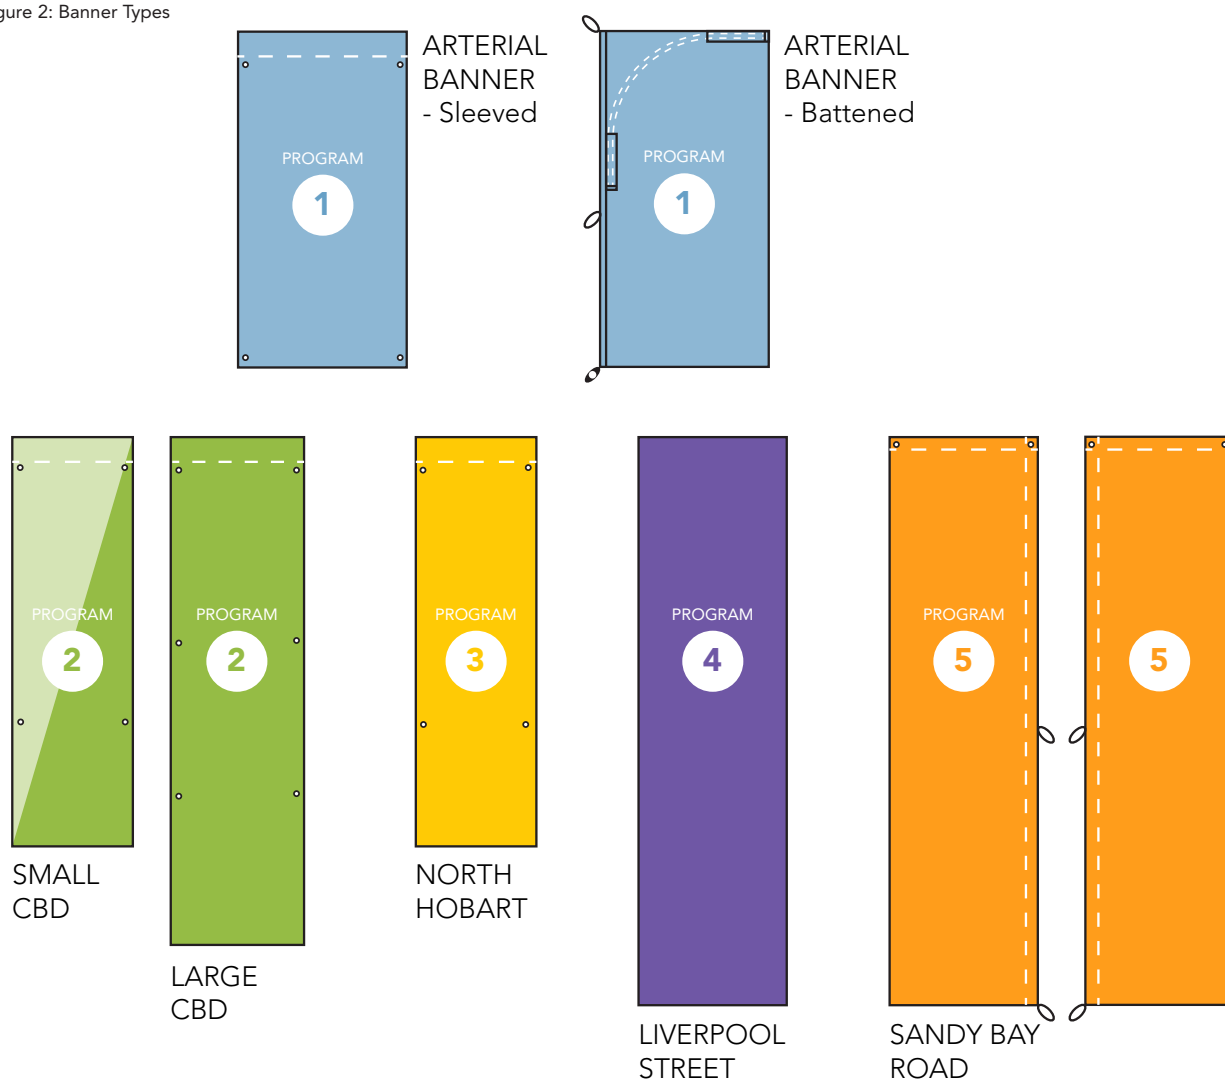 gure 2: Banner Types
ARTERIAL
BANNER
- Sleeved
PROGRAM
1
ARTERIAL
BANNER
- Battened
PROGRAM
1
PROGRAM
2
SMALL
CBD
PROGRAM
2
LARGE
CBD
PROGRAM
3
NORTH
HOBART
PROGRAM
4
LIVERPOOL
STREET
PROGRAM
5
5
SANDY BAY
ROAD